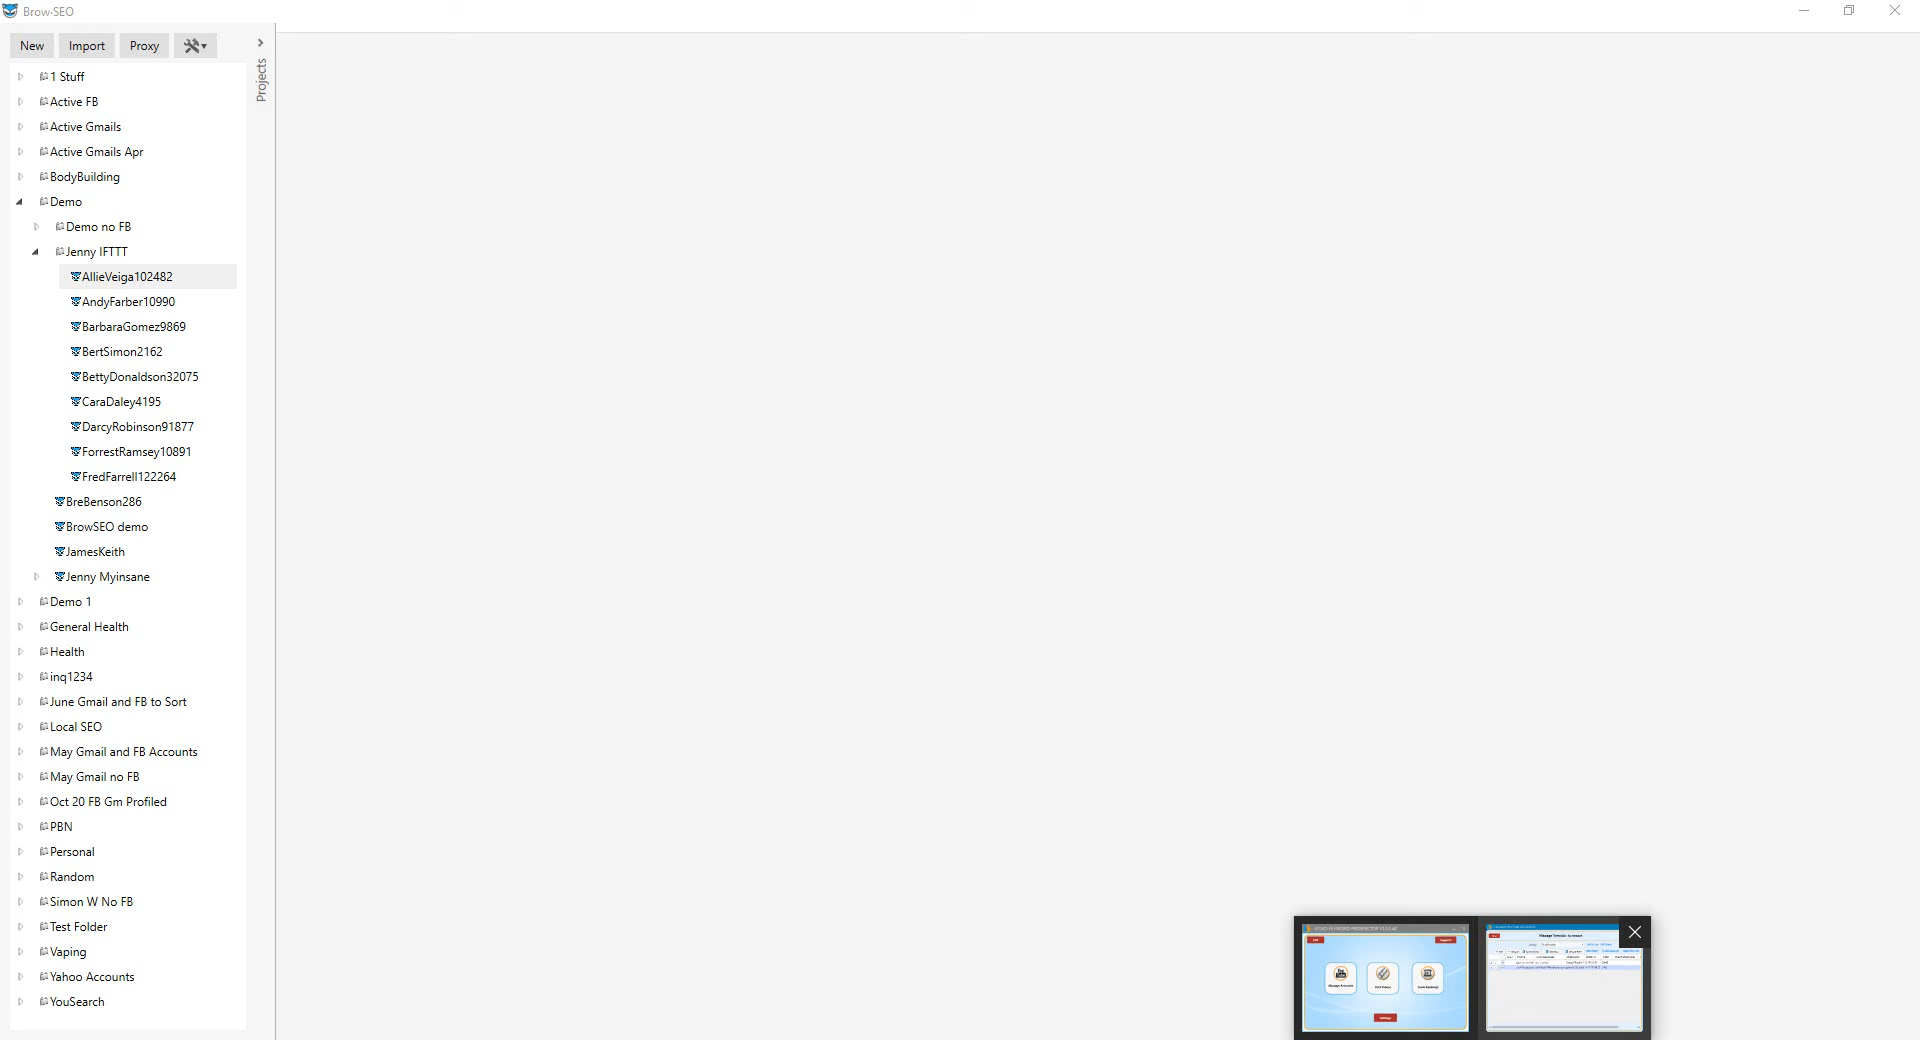 Brow·SEO
New Import Proxy
Projects
1 Stuff
Active FB
Active Gmails
Active Gmails Apr
BodyBuilding
Demo
Demo no FB
Jenny IFTTT
AllieVeiga102482
AndyFarber10990
BarbaraGomez9869
BertSimon2162
BettyDonaldson32075
CaraDaley4195
DarcyRobinson91877
ForrestRamsey10891
FredFarrell122264
BreBenson286
BrowSEO demo
JamesKeith
Jenny Myinsane
Demo 1
General Health
Health
inq1234
June Gmail and FB to Sort
Local SEO
May Gmail and FB Accounts
May Gmail no FB
Oct 20 FB Gm Profiled
PBN
Personal
Random
Simon W No FB
Test Folder
Vaping
Yahoo Accounts
YouSearch
Manage Accounts
Settings
Support